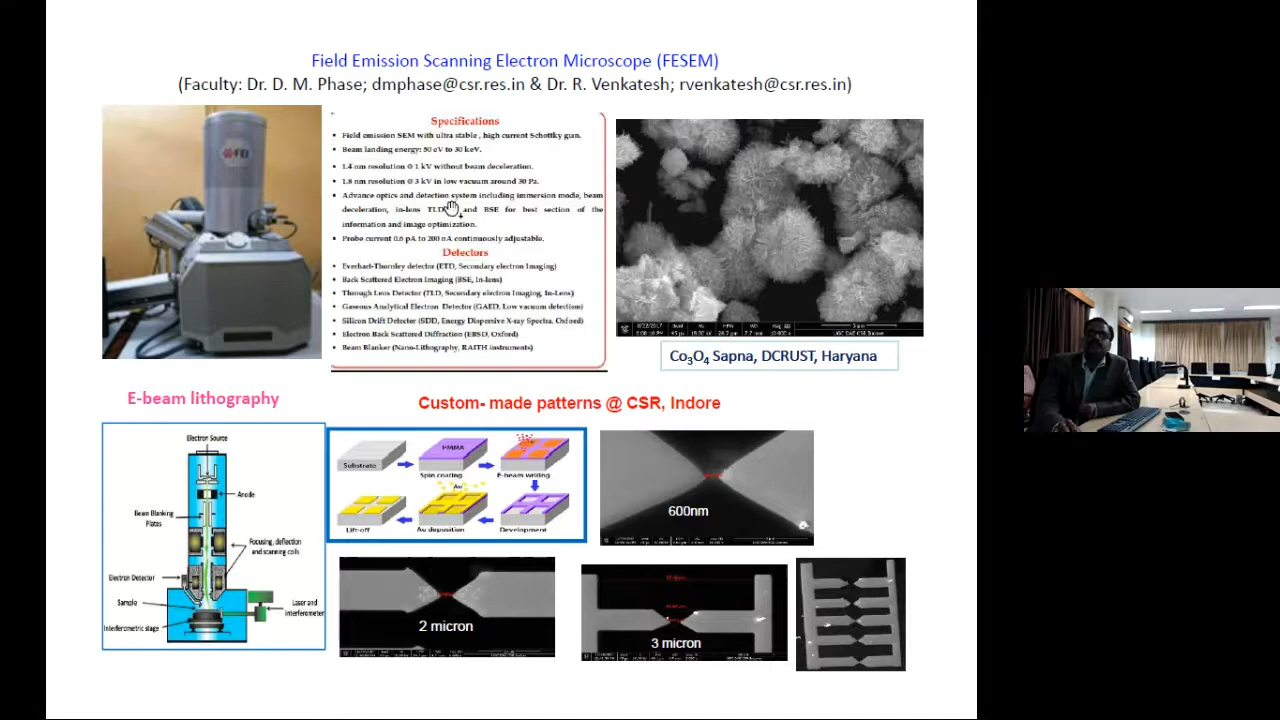 Field Emission Scanning Electron Microscope (FESEM)
(Faculty: Dr. D. M. Phase; dmphase@csr.res.in & Dr. R. Venkatesh; rvenkatesh@csr.res.in)
FEI
Specifications
Field emission SEM with ultra stable , high current Schottky gun.
Beam landing energy: 50 eV to 30 keV.
1.4 nm resolution @ 1 kV without beam deceleration.
1.8 nm resolution @ 3 kV in low vacuum around 30 Pa.
Advance optics and detection system including immersion mode, beam
deceleration, in-lens TLD and BSE for best section of the
information and image optimization.
Probe current 0.6 pA to 200 nA continuously adjustable.
Detectors
Everhart-Thornley detector (ETD, Secondary electron Imaging)
Back Scattered Electron Imaging (BSE, In-lens)
Through Lens Detector (TLD, Secondary electron Imaging, In-Lens)
Gaseous Analytical Electron Detector (GAED, Low vacuum detection)
Silicon Drift Detector (SDD, Energy Dispersive X-ray Spectra, Oxford)
Electron Back Scattered Diffraction (EBSD, Oxford)
Beam Blanker (Nano-Lithography, RAITH instruments)
Co3O4 Sapna, DCRUST, Haryana
E-beam lithography
Custom- made patterns @ CSR, Indore
Electron Source
Anode
Beam Blanking
Plates
Focusing, deflection
and scanning coils
Electron Detector
Sample
Laser and
interferometer
Interferometric stage
Substrate
PMMA
Spin coating
E-beam writing
Au
Lift-off
Au deposition
Development
600nm
2 micron
3 micron